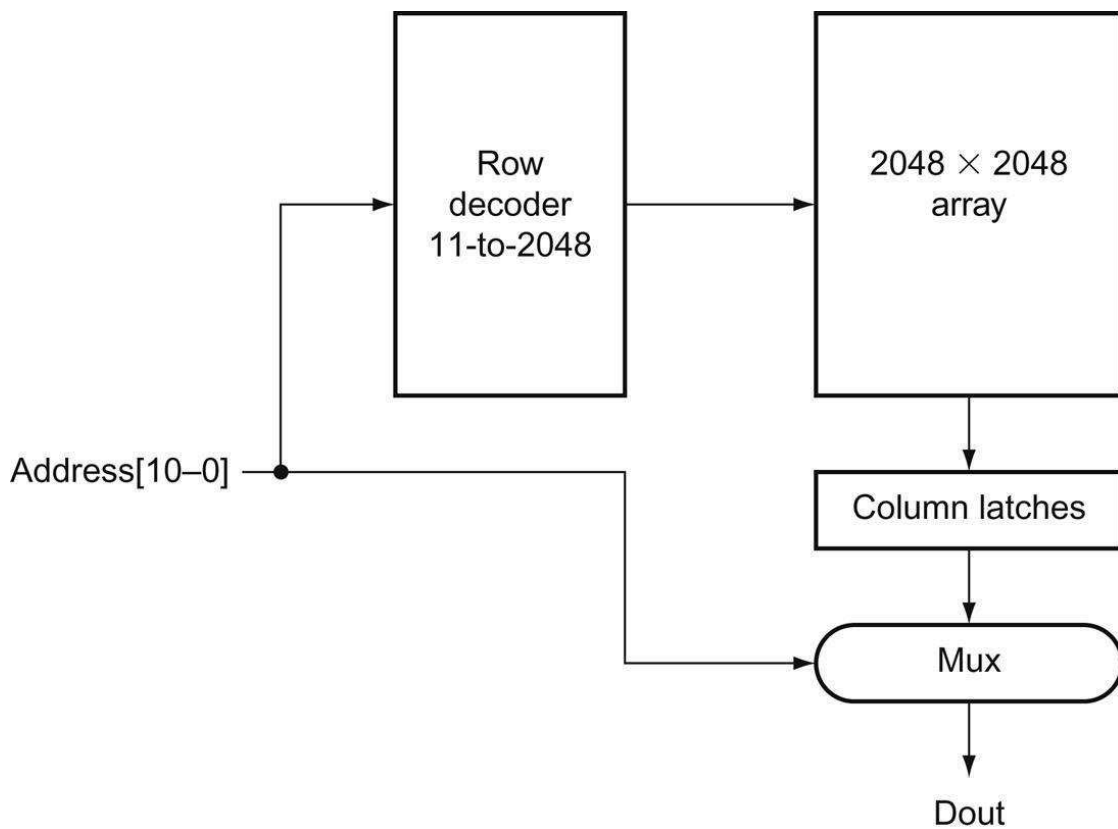 Row
decoder
11-to-2048
2048 × 2048
array
Address[10–0]
Column latches
Mux
Dout